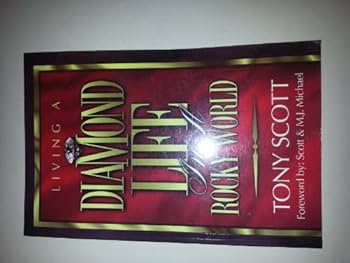 LIVING A
DIAMOND
LIFE
In A
ROCKY WORLD
TONY SCOTT
Foreword by: Scott & M.J. Michael